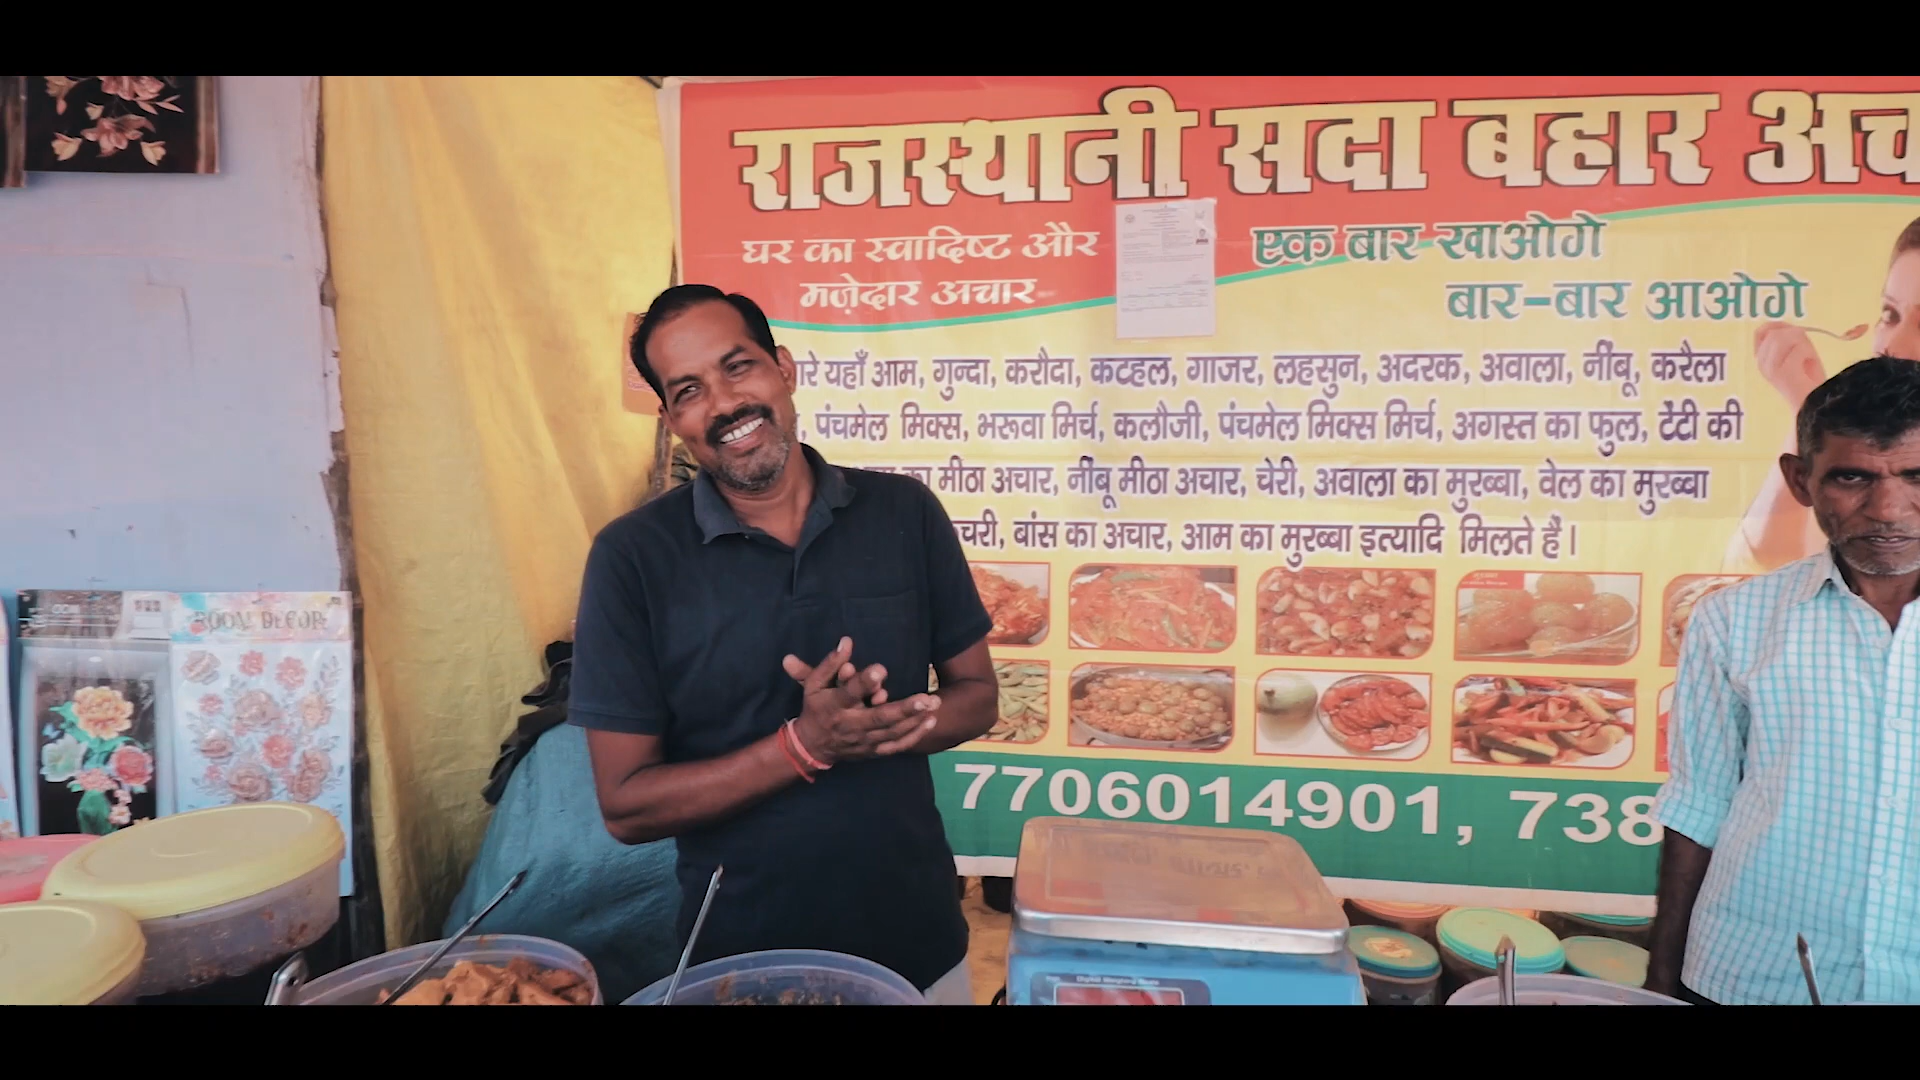 राजस्थानी सदा बहार
घर का स्वादिष्ट और
मज़ेदार अचार
एक बार खाओगे
बार-बार आओगे
यहाँ आम, गुन्दा, करौदा, कटहल, गाजर, लहसुन, अदरक, अवाला, नींबू, करैला
पंचमेल मिक्स, भरूवा मिर्च, कलौजी, पंचमेल मिक्स मिर्च, अगस्त का फुल, टेंटी की
का मीठा अचार, नींबू मीठा अचार, चेरी, अवाला का मुरब्बा, वेल का मुरब्बा
बांस का अचार, आम का मुरब्बा इत्यादि मिलते हैं।
7706014901, 738
ROOM DECOR